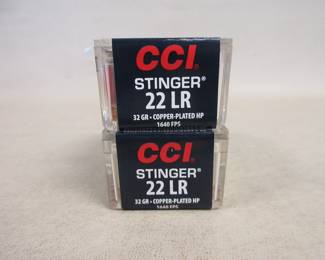 CCI
STINGER®
22 LR
32 GR • COPPER-PLATED HP
1640 FPS
CCI
STINGER®
22 LR
32 GR • COPPER-PLATED HP
1640 FPS